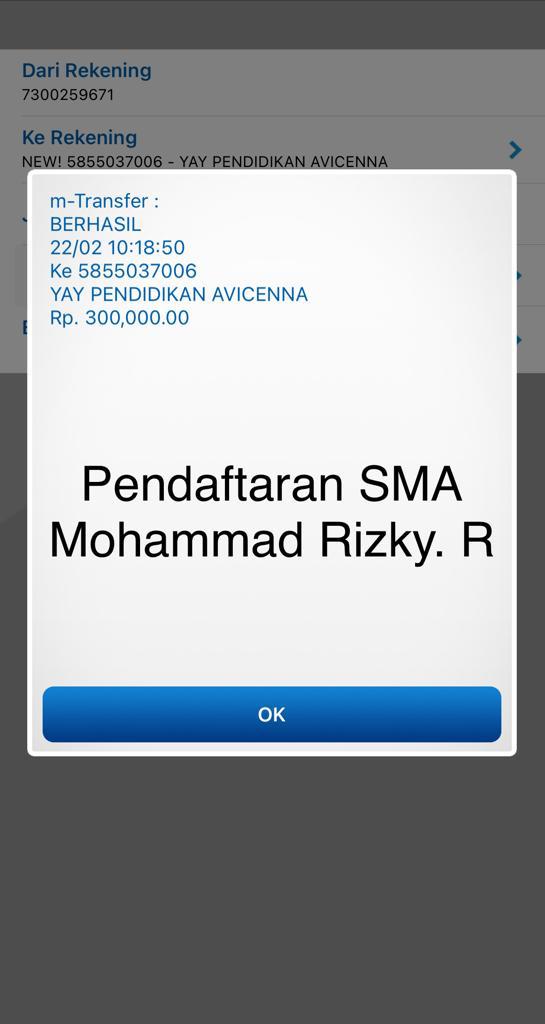 Dari Rekening
7300259671
Ke Rekening
NEW! 5855037006 - YAY PENDIDIKAN AVICENNA
m-Transfer :
BERHASIL
22/02 10:18:50
Ke 5855037006
YAY PENDIDIKAN AVICENNA
Rp. 300,000.00
Pendaftaran SMA
Mohammad Rizky. R
OK